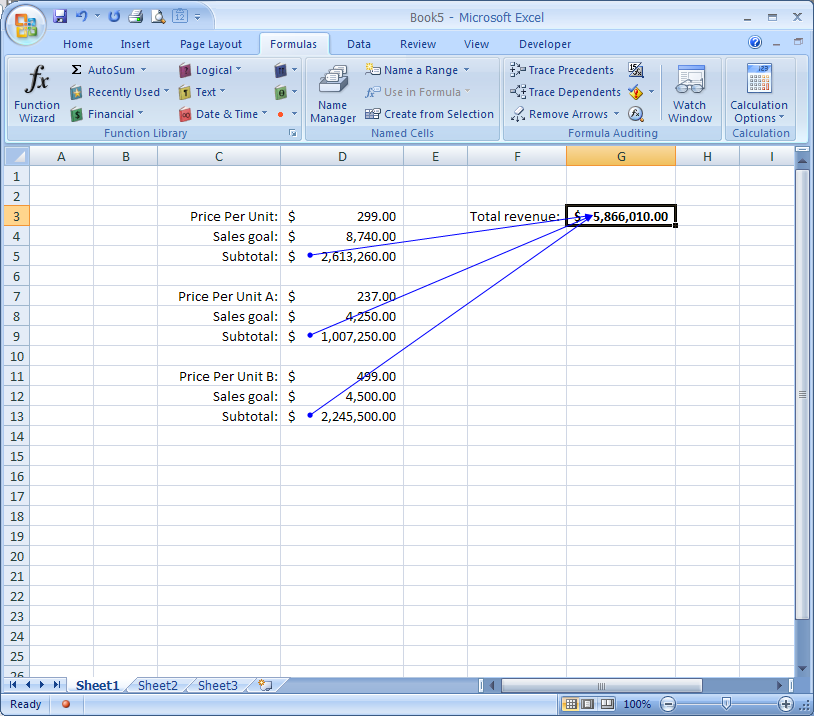 Book5 - Microsoft Excel
Home Insert Page Layout Formulas Data Review View Developer
fx Σ AutoSum Logical Name a Range Trace Precedents
Recently Used Text Use in Formula Trace Dependents
Financial Date & Time Create from Selection Remove Arrows
Function Wizard
Name Manager
Watch Window
Calculation Options
Function Library Named Cells Formula Auditing Calculation
A B C D E F G H I
1
2
3 Price Per Unit: $ 299.00 Total revenue: $ 5,866,010.00
4 Sales goal: $ 8,740.00
5 Subtotal: $ 2,613,260.00
6
7 Price Per Unit A: $ 237.00
8 Sales goal: $ 4,250.00
9 Subtotal: $ 1,007,250.00
10
11 Price Per Unit B: $ 499.00
12 Sales goal: $ 4,500.00
13 Subtotal: $ 2,245,500.00
14
15
16
17
18
19
20
21
22
23
24
25
26
Sheet1 Sheet2 Sheet3
Ready 100%